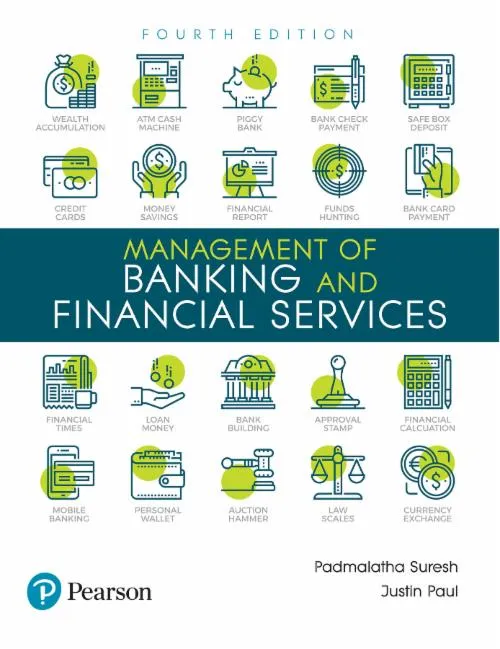 FOURTH EDITION
WEALTH
ACCUMULATION
ATM CASH
MACHINE
PIGGY
BANK
BANK CHECK
PAYMENT
SAFE BOX
DEPOSIT
CREDIT
CARDS
MONEY
SAVINGS
FINANCIAL
REPORT
FUNDS
HUNTING
BANK CARD
PAYMENT
MANAGEMENT OF
BANKING AND
FINANCIAL SERVICES
FINANCIAL
TIMES
LOAN
MONEY
BANK
BUILDING
APPROVAL
STAMP
FINANCIAL
CALCUATION
MOBILE
BANKING
PERSONAL
WALLET
AUCTION
HAMMER
LAW
SCALES
CURRENCY
EXCHANGE
Padmalatha Suresh
Justin Paul
P Pearson